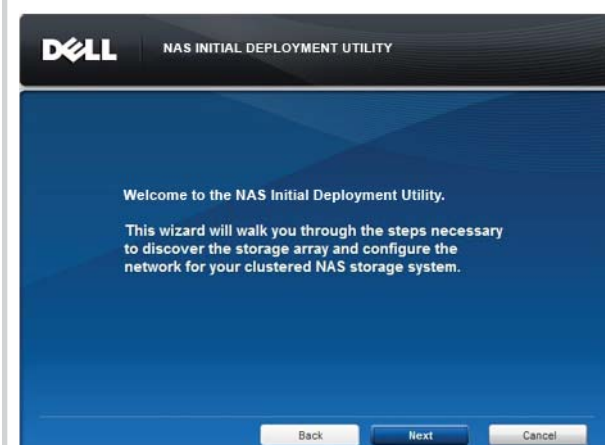 DELL
NAS INITIAL DEPLOYMENT UTILITY
Welcome to the NAS Initial Deployment Utility.
This wizard will walk you through the steps necessary
to discover the storage array and configure the
network for your clustered NAS storage system.
Back
Next
Cancel